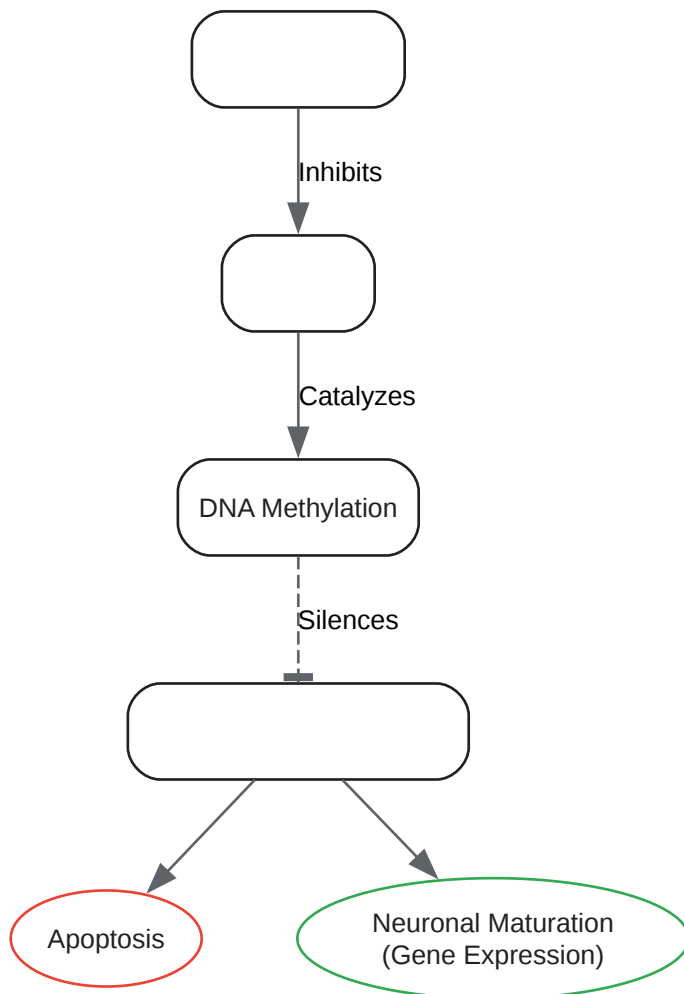 Inhibits
Catalyzes
DNA Methylation
Silences
Apoptosis
Neuronal Maturation
(Gene Expression)